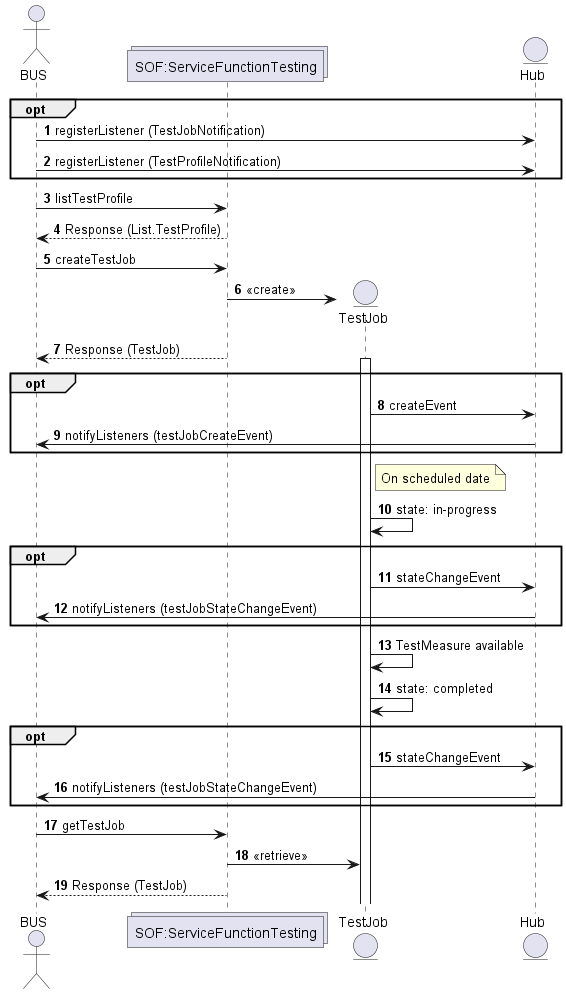 BUS
SOF:ServiceFunctionTesting
Hub
opt
1 registerListener (TestJobNotification)
2 registerListener (TestProfileNotification)
3 listTestProfile
4 Response (List.TestProfile)
5 createTestJob
6 «create»
TestJob
7 Response (TestJob)
opt
8 createEvent
9 notifyListeners (testJobCreateEvent)
On scheduled date
10 state: in-progress
opt
11 stateChangeEvent
12 notifyListeners (testJobStateChangeEvent)
13 TestMeasure available
14 state: completed
opt
15 stateChangeEvent
16 notifyListeners (testJobStateChangeEvent)
17 getTestJob
18 «retrieve»
19 Response (TestJob)
BUS
SOF:ServiceFunctionTesting
TestJob
Hub